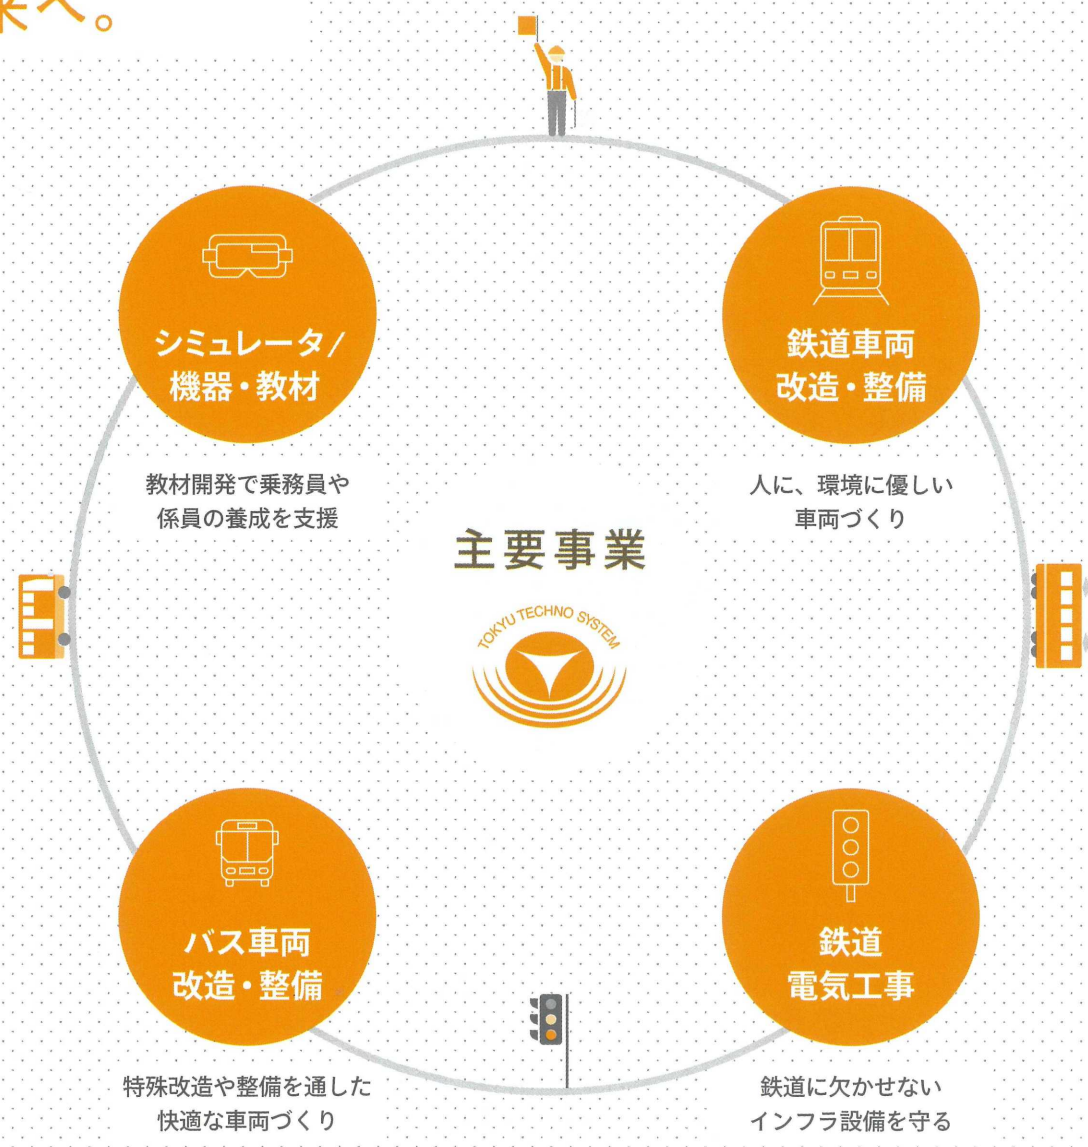 来へ。
シミュレータ/
機器・教材
教材開発で乗務員や
係員の養成を支援
鉄道車両
改造・整備
人に、環境に優しい
車両づくり
主要事業
TOKYU TECHNO SYSTEM
バス車両
改造・整備
特殊改造や整備を通した
快適な車両づくり
鉄道
電気工事
鉄道に欠かせない
インフラ設備を守る